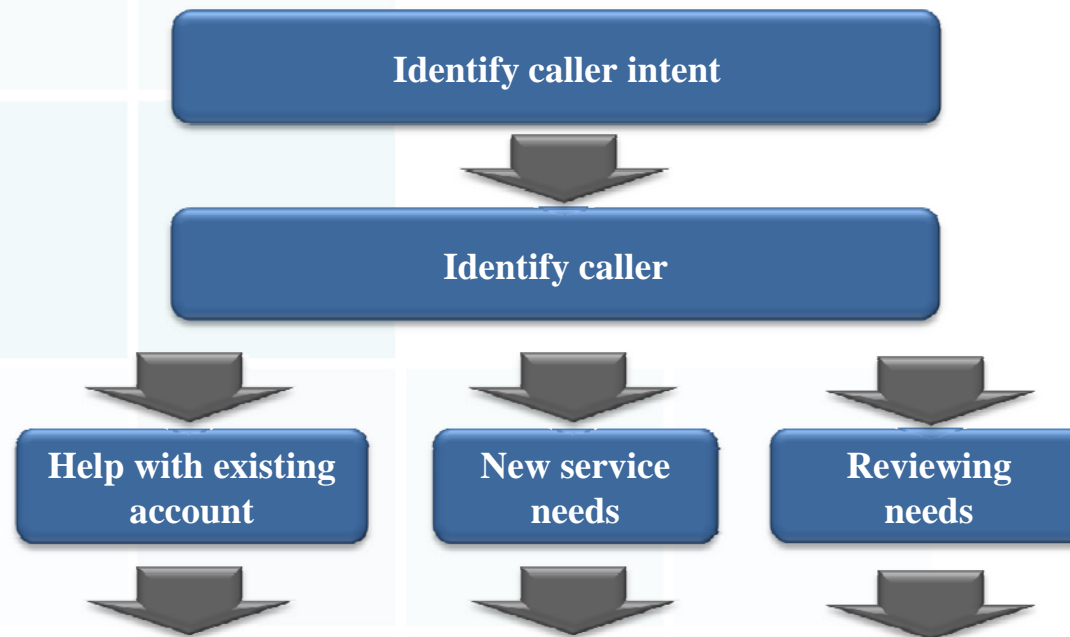 Identify caller intent
Identify caller
Help with existing
account
New service
needs
Reviewing
needs